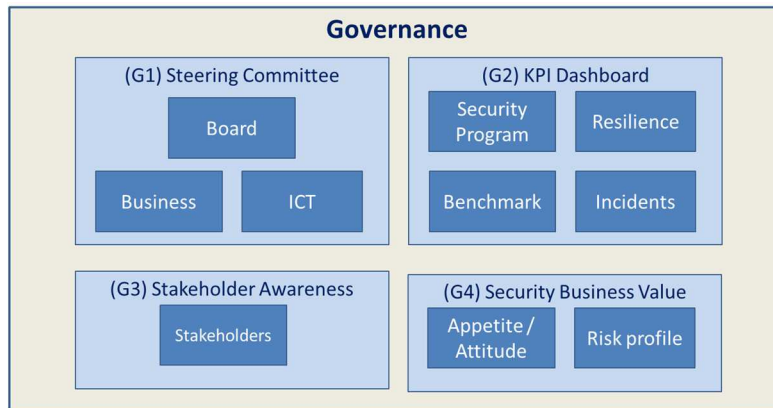 Governance
(G1) Steering Committee
Board
Business
ICT
(G2) KPI Dashboard
Security
Program
Resilience
Benchmark
Incidents
(G3) Stakeholder Awareness
Stakeholders
(G4) Security Business Value
Appetite /
Attitude
Risk profile